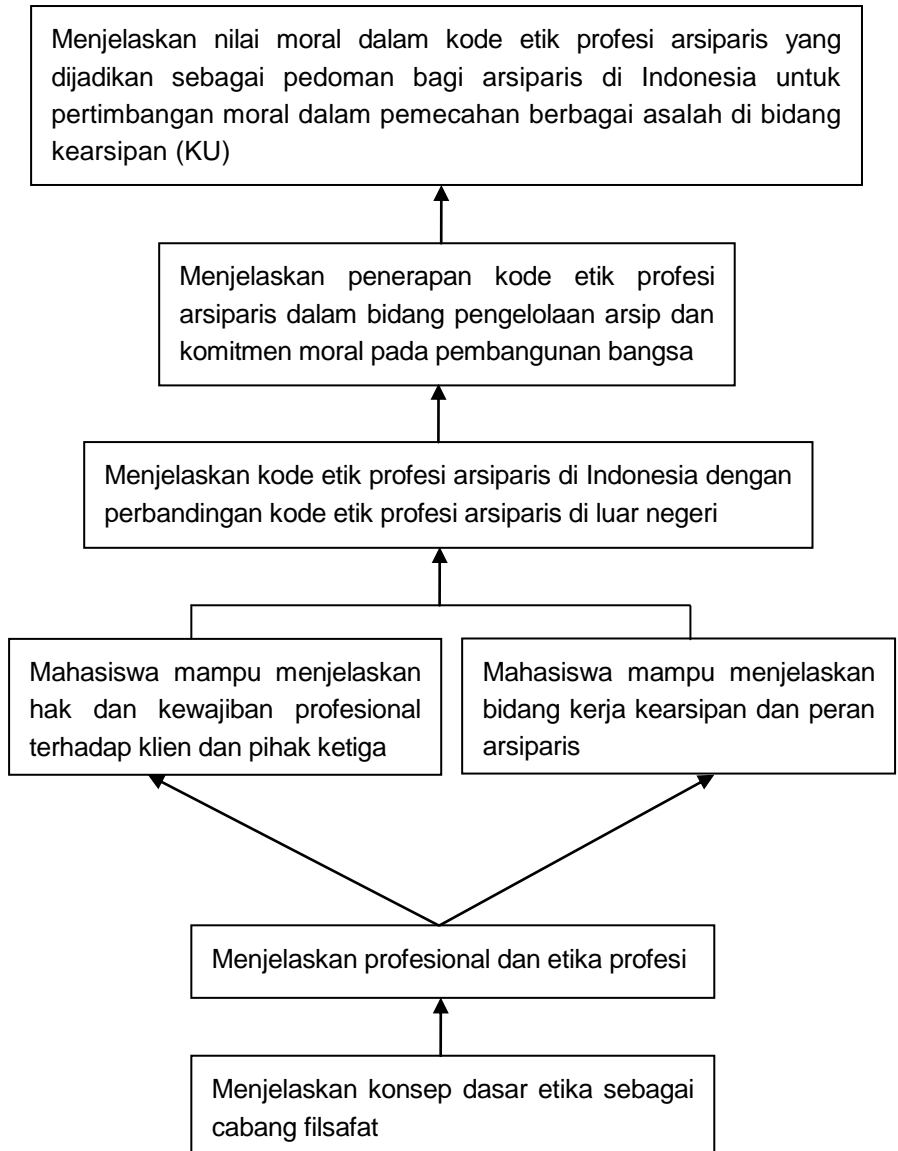 Menjelaskan nilai moral dalam kode etik profesi arsiparis yang
dijadikan sebagai pedoman bagi arsiparis di Indonesia untuk
pertimbangan moral dalam pemecahan berbagai asalah di bidang
kearsipan (KU)
Menjelaskan penerapan kode etik profesi
arsiparis dalam bidang pengelolaan arsip dan
komitmen moral pada pembangunan bangsa
Menjelaskan kode etik profesi arsiparis di Indonesia dengan
perbandingan kode etik profesi arsiparis di luar negeri
Mahasiswa mampu menjelaskan
hak dan kewajiban profesional
terhadap klien dan pihak ketiga
Mahasiswa mampu menjelaskan
bidang kerja kearsipan dan peran
arsiparis
Menjelaskan profesional dan etika profesi
Menjelaskan konsep dasar etika sebagai
cabang filsafat